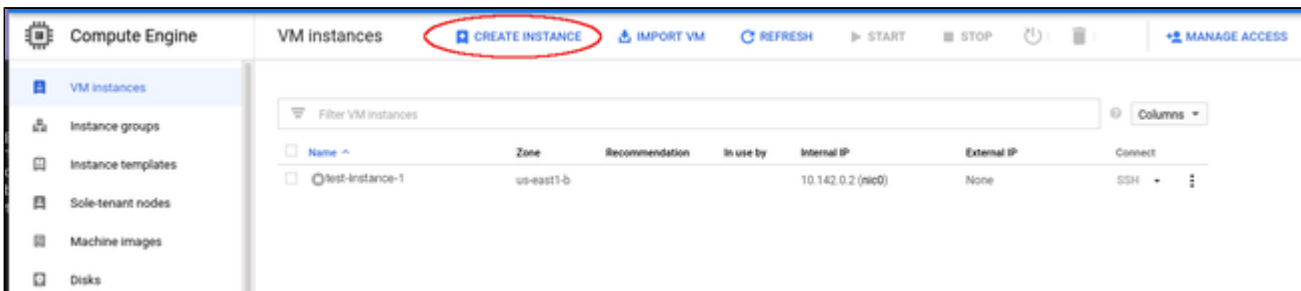 Compute Engine
VM instances
CREATE INSTANCE
IMPORT VM
REFRESH
START
STOP
MANAGE ACCESS
VM instances
Instance groups
Instance templates
Sole-tenant nodes
Machine images
Disks
Filter VM instances
Columns
Name Zone Recommendation In use by Internal IP External IP Connect
test-instance-1 us-east1-b 10.142.0.2 (nic0) None SSH